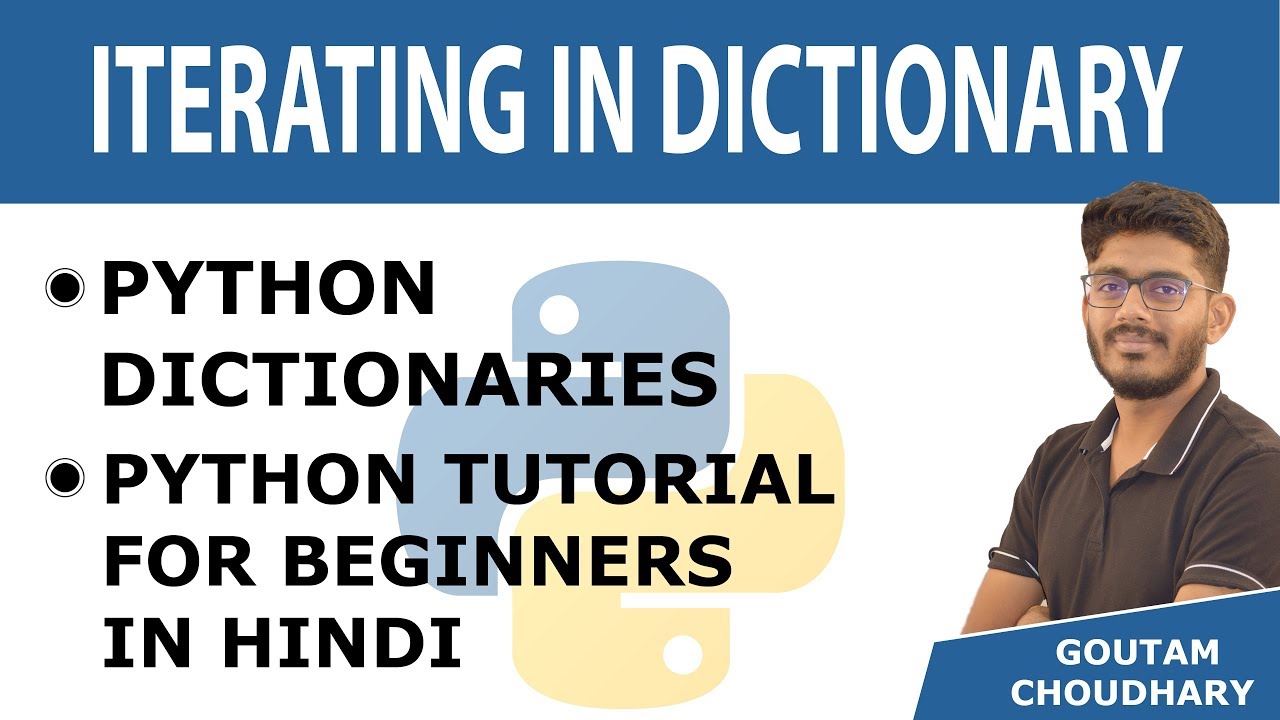 ITERATING IN DICTIONARY
PYTHON
DICTIONARIES
PYTHON TUTORIAL
FOR BEGINNERS
IN HINDI
GOUTAM
CHOUDHARY